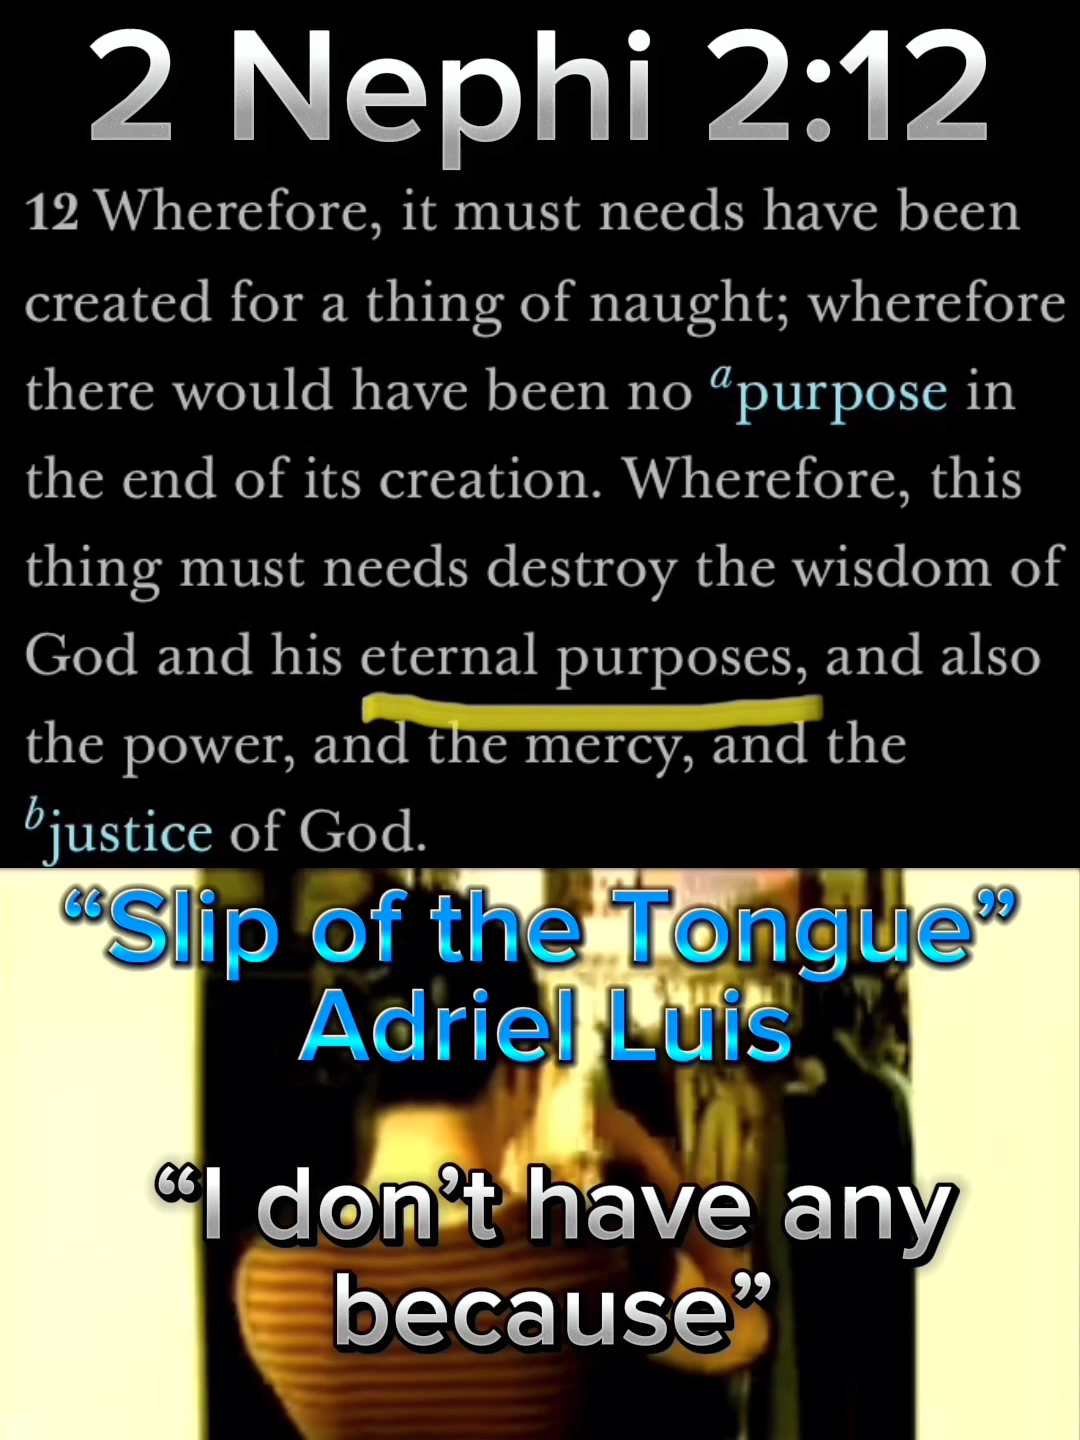 2 Nephi 2:12
12 Wherefore, it must needs have been
created for a thing of naught; wherefore
there would have been no a purpose in
the end of its creation. Wherefore, this
thing must needs destroy the wisdom of
God and his eternal purposes, and also
the power, and the mercy, and the
b justice of God.
“Slip of the Tongue”
Adriel Luis
“I don’t have any
because”